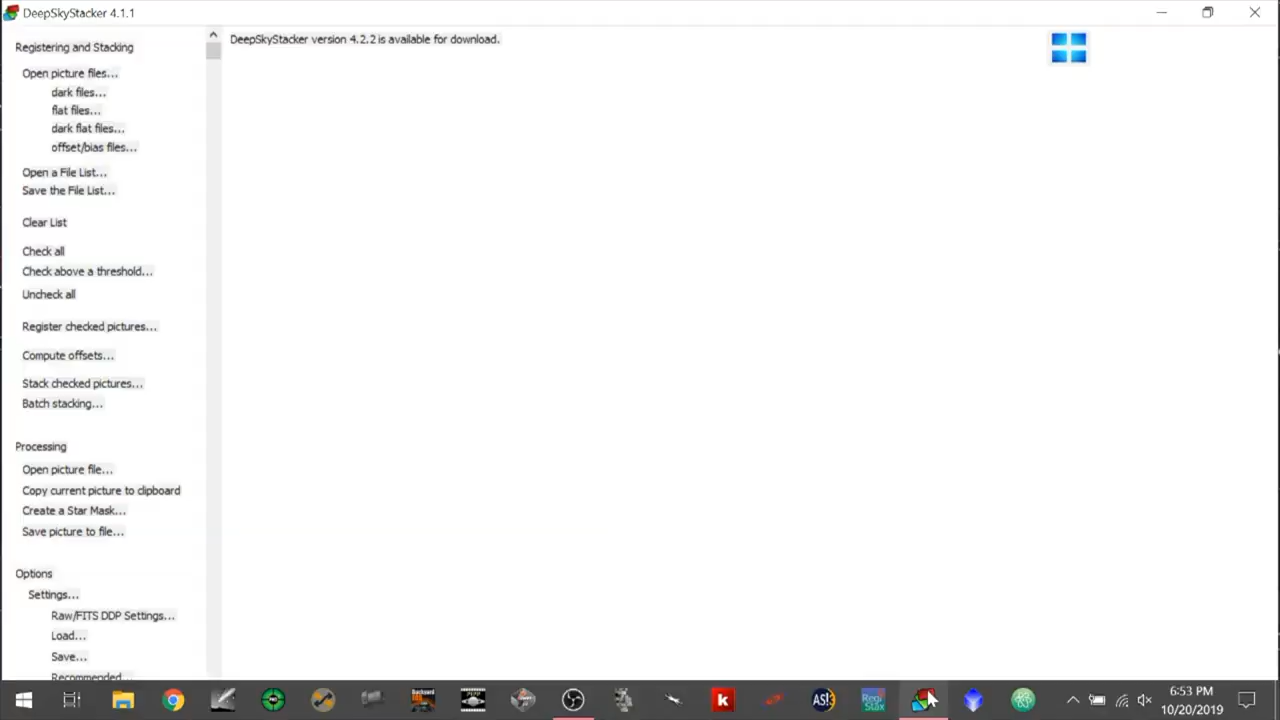 DeepSkyStacker 4.1.1
Registering and Stacking
DeepSkyStacker version 4.2.2 is available for download.
Open picture files...
dark files...
flat files...
dark flat files...
offset/bias files...
Open a File List...
Save the File List...
Clear List
Check all
Check above a threshold...
Uncheck all
Register checked pictures...
Compute offsets...
Stack checked pictures...
Batch stacking...
Processing
Open picture file...
Copy current picture to clipboard
Create a Star Mask...
Save picture to file...
Options
Settings...
Raw/FITS DDP Settings...
Load...
Save...
Recommended...
6:53 PM
10/20/2019